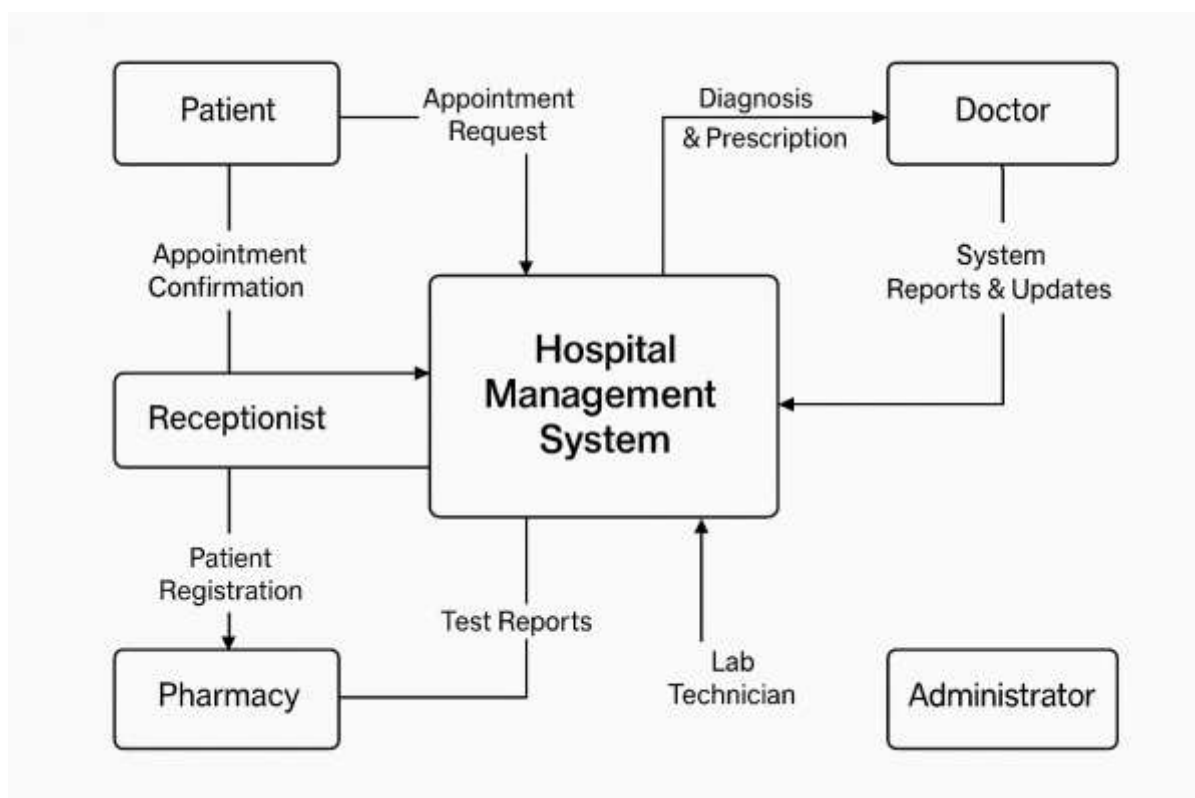 Patient
Appointment
Request
Diagnosis
& Prescription
Doctor
Appointment
Confirmation
System
Reports & Updates
Hospital
Management
System
Receptionist
Patient
Registration
Test Reports
Lab
Technician
Pharmacy
Administrator